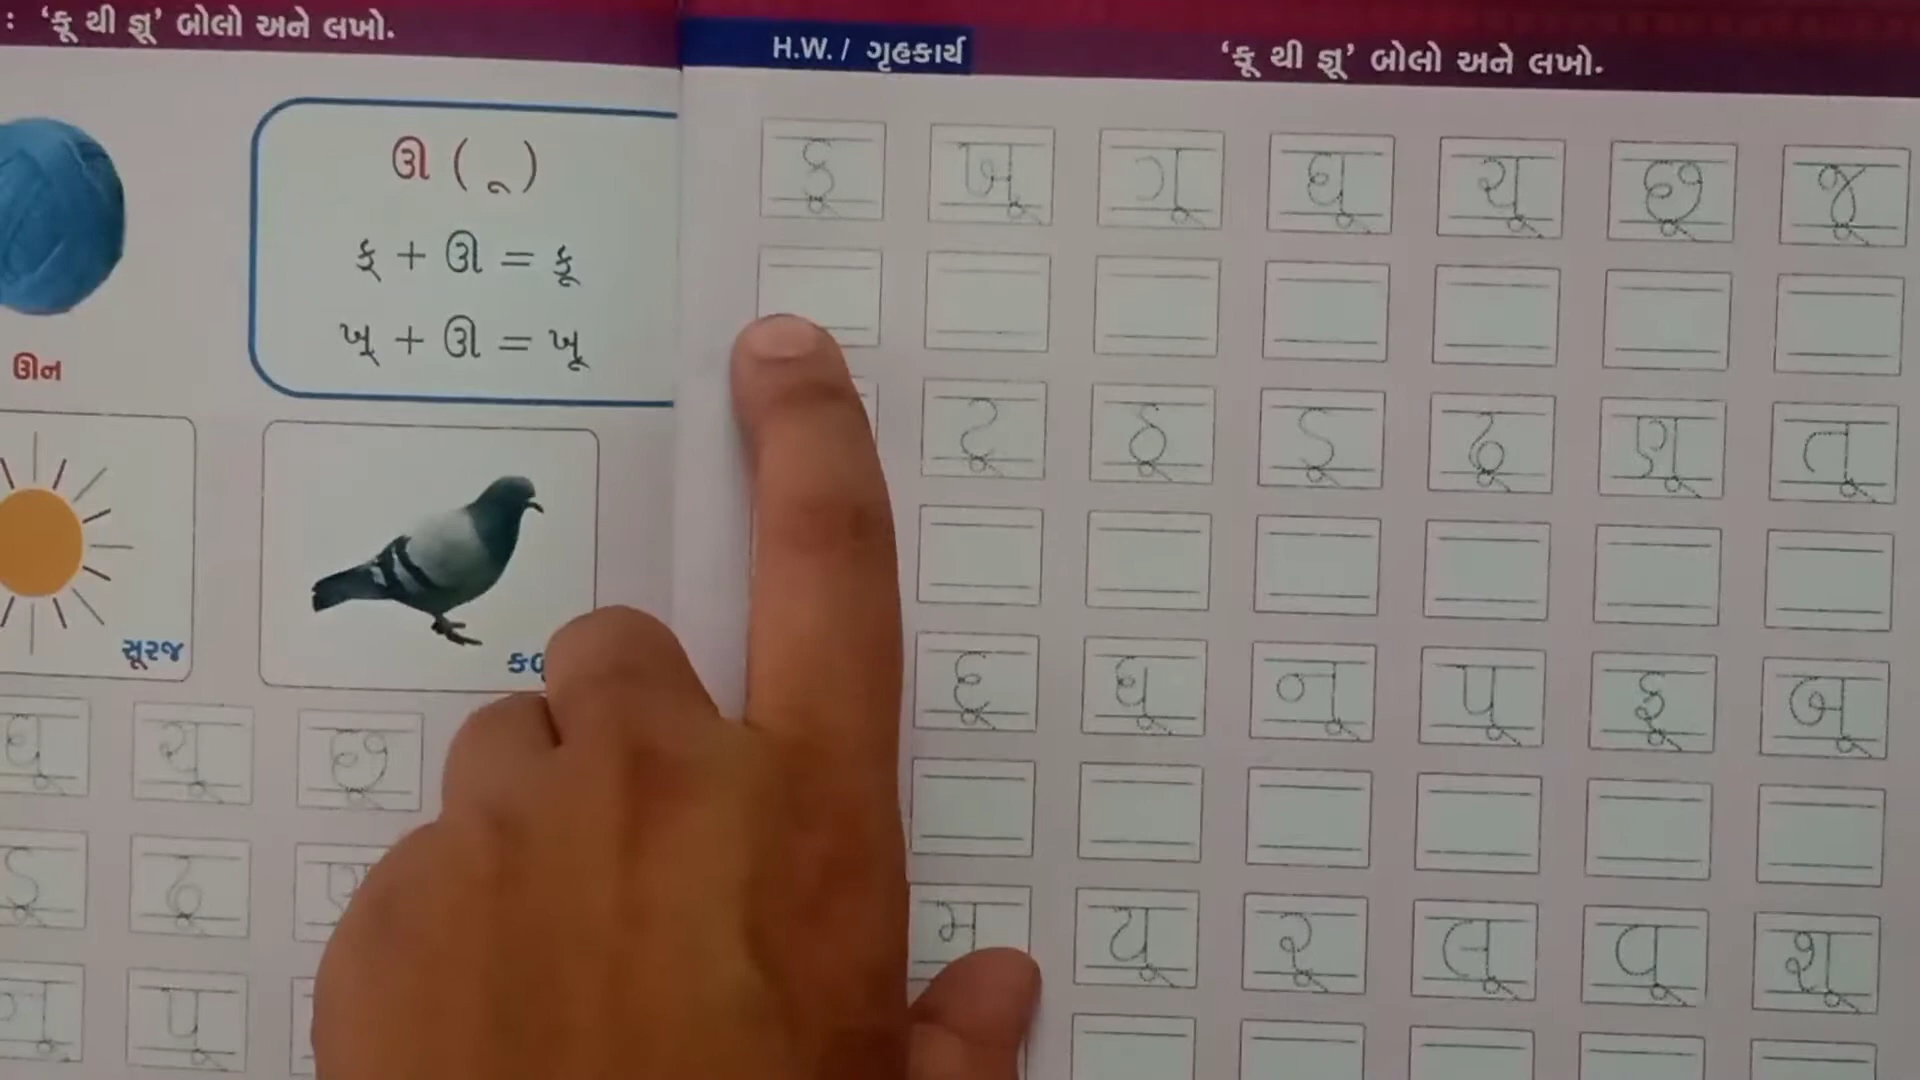 : ‘કૂ થી જ્ઞૂ’ બોલો અને લખો.
ઊ ( ૂ )
ક્ + ઊ = કૂ
ખ્ + ઊ = ખૂ
ઊન
સૂરજ
ઘૂ ચૂ છૂ
ડૂ ઢૂ
નૂ પૂ
H.W. / ગૃહકાર્ય
‘કૂ થી જ્ઞૂ’ બોલો અને લખો.
કૂ ખૂ ગૂ ઘૂ ચૂ છૂ જૂ
ટૂ ઠૂ ડૂ ઢૂ ણૂ તૂ
દૂ ધૂ નૂ પૂ ફૂ બૂ
યૂ રૂ લૂ વૂ શૂ